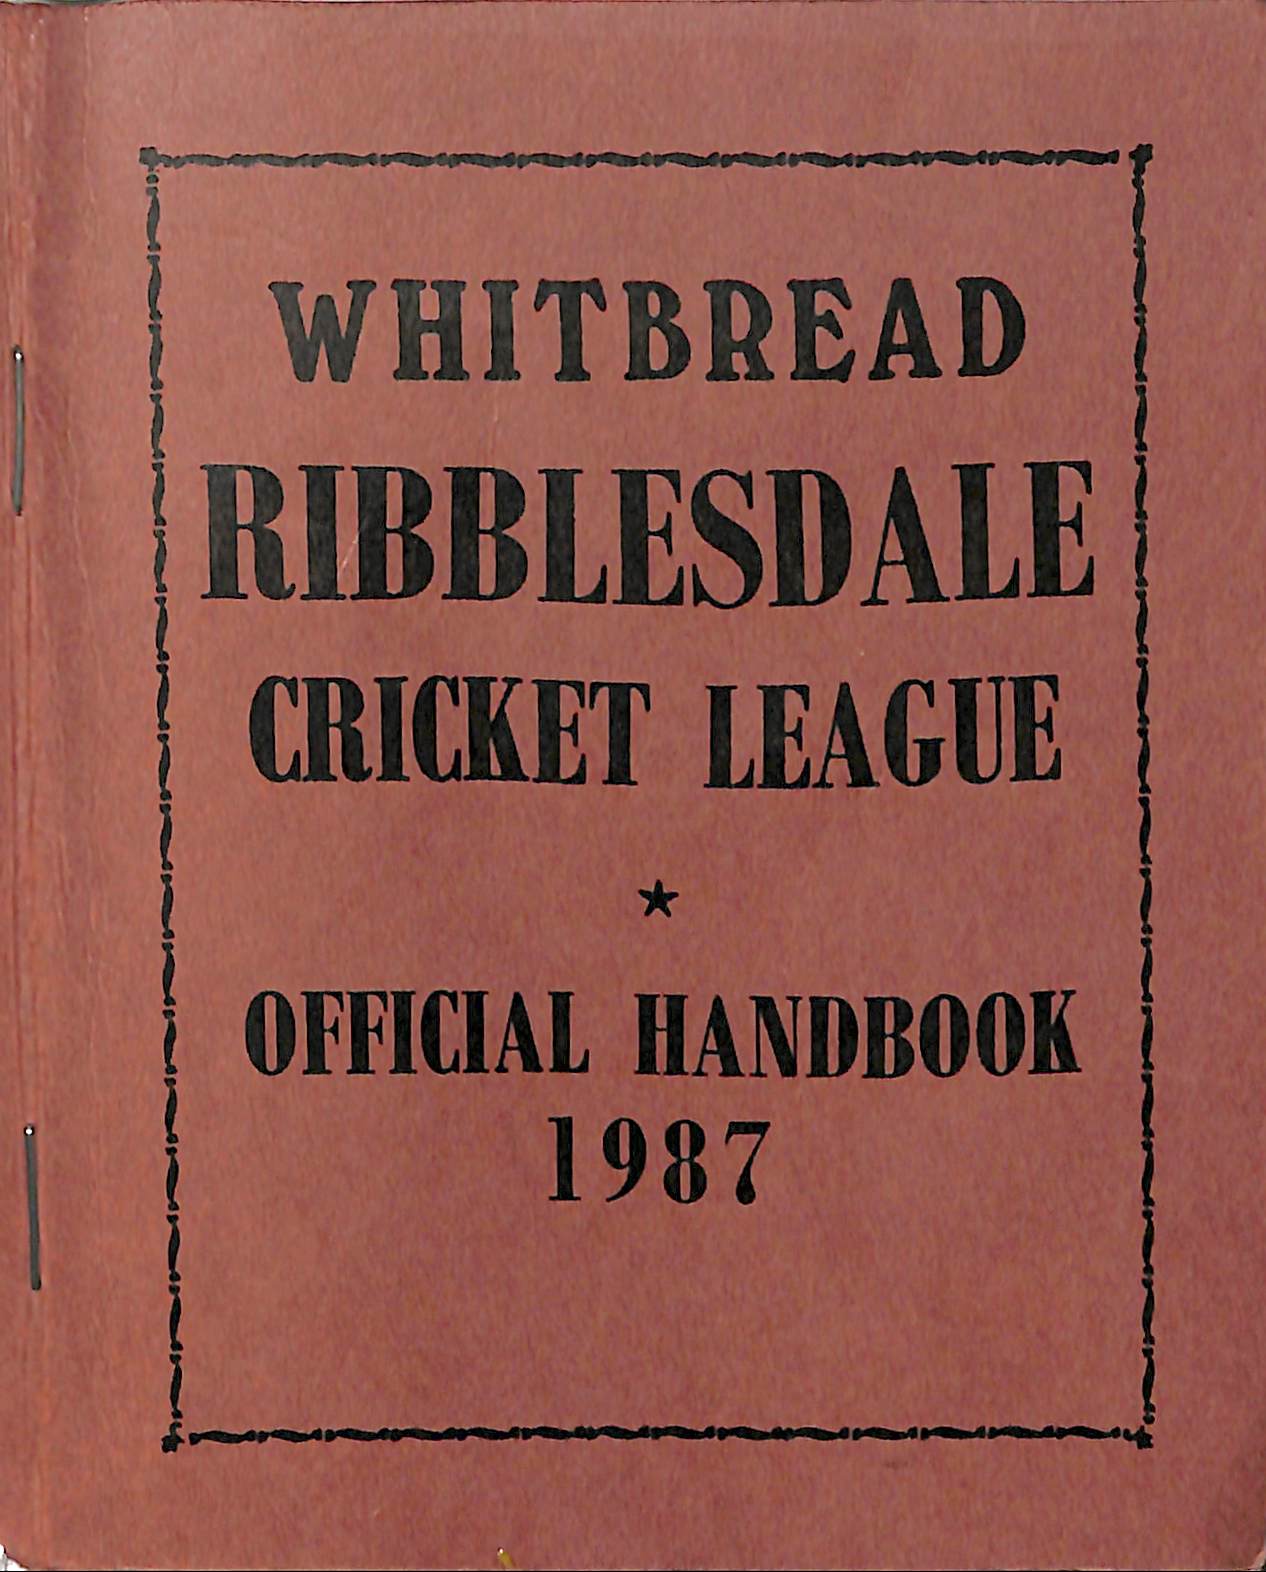 WHITBREAD
RIBBLESDALE
CRICKET LEAGUE
OFFICIAL HANDBOOK
1987